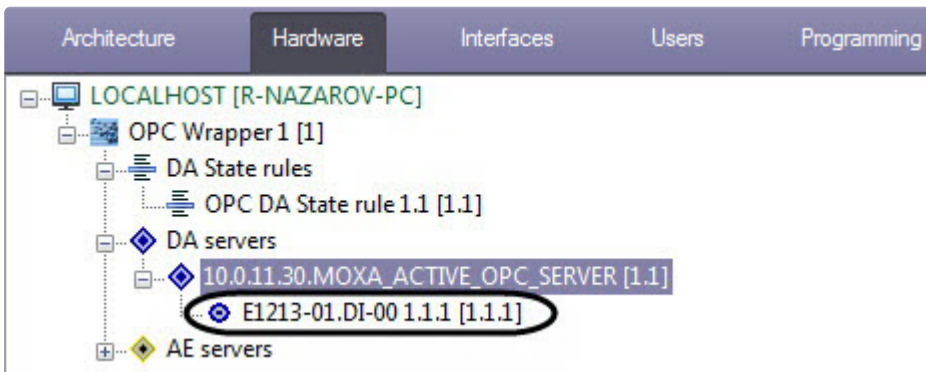 Architecture Hardware Interfaces Users Programming
LOCALHOST [R-NAZAROV-PC]
OPC Wrapper 1 [1]
DA State rules
OPC DA State rule 1.1 [1.1]
DA servers
10.0.11.30.MOXA_ACTIVE_OPC_SERVER [1.1]
E1213-01.DI-00 1.1.1 [1.1.1]
AE servers